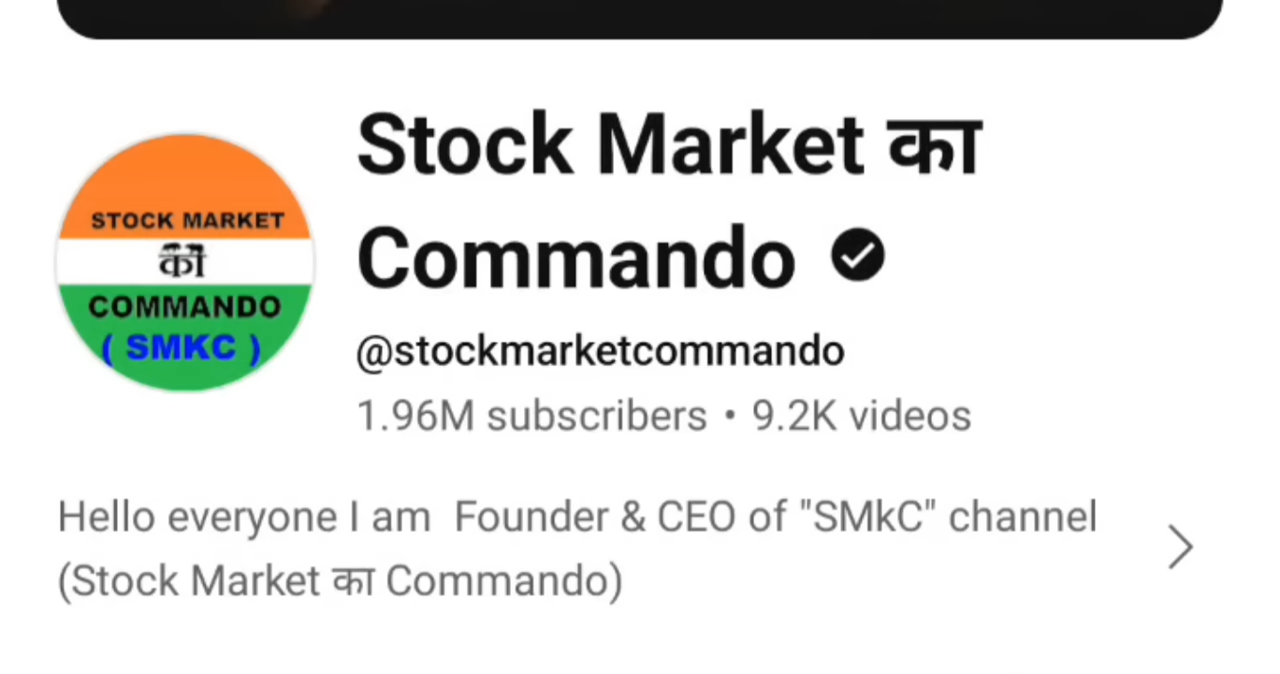 STOCK MARKET
का
COMMANDO
( SMKC )
Stock Market का
Commando
@stockmarketcommando
1.96M subscribers • 9.2K videos
Hello everyone I am  Founder & CEO of "SMkC" channel
(Stock Market का Commando)